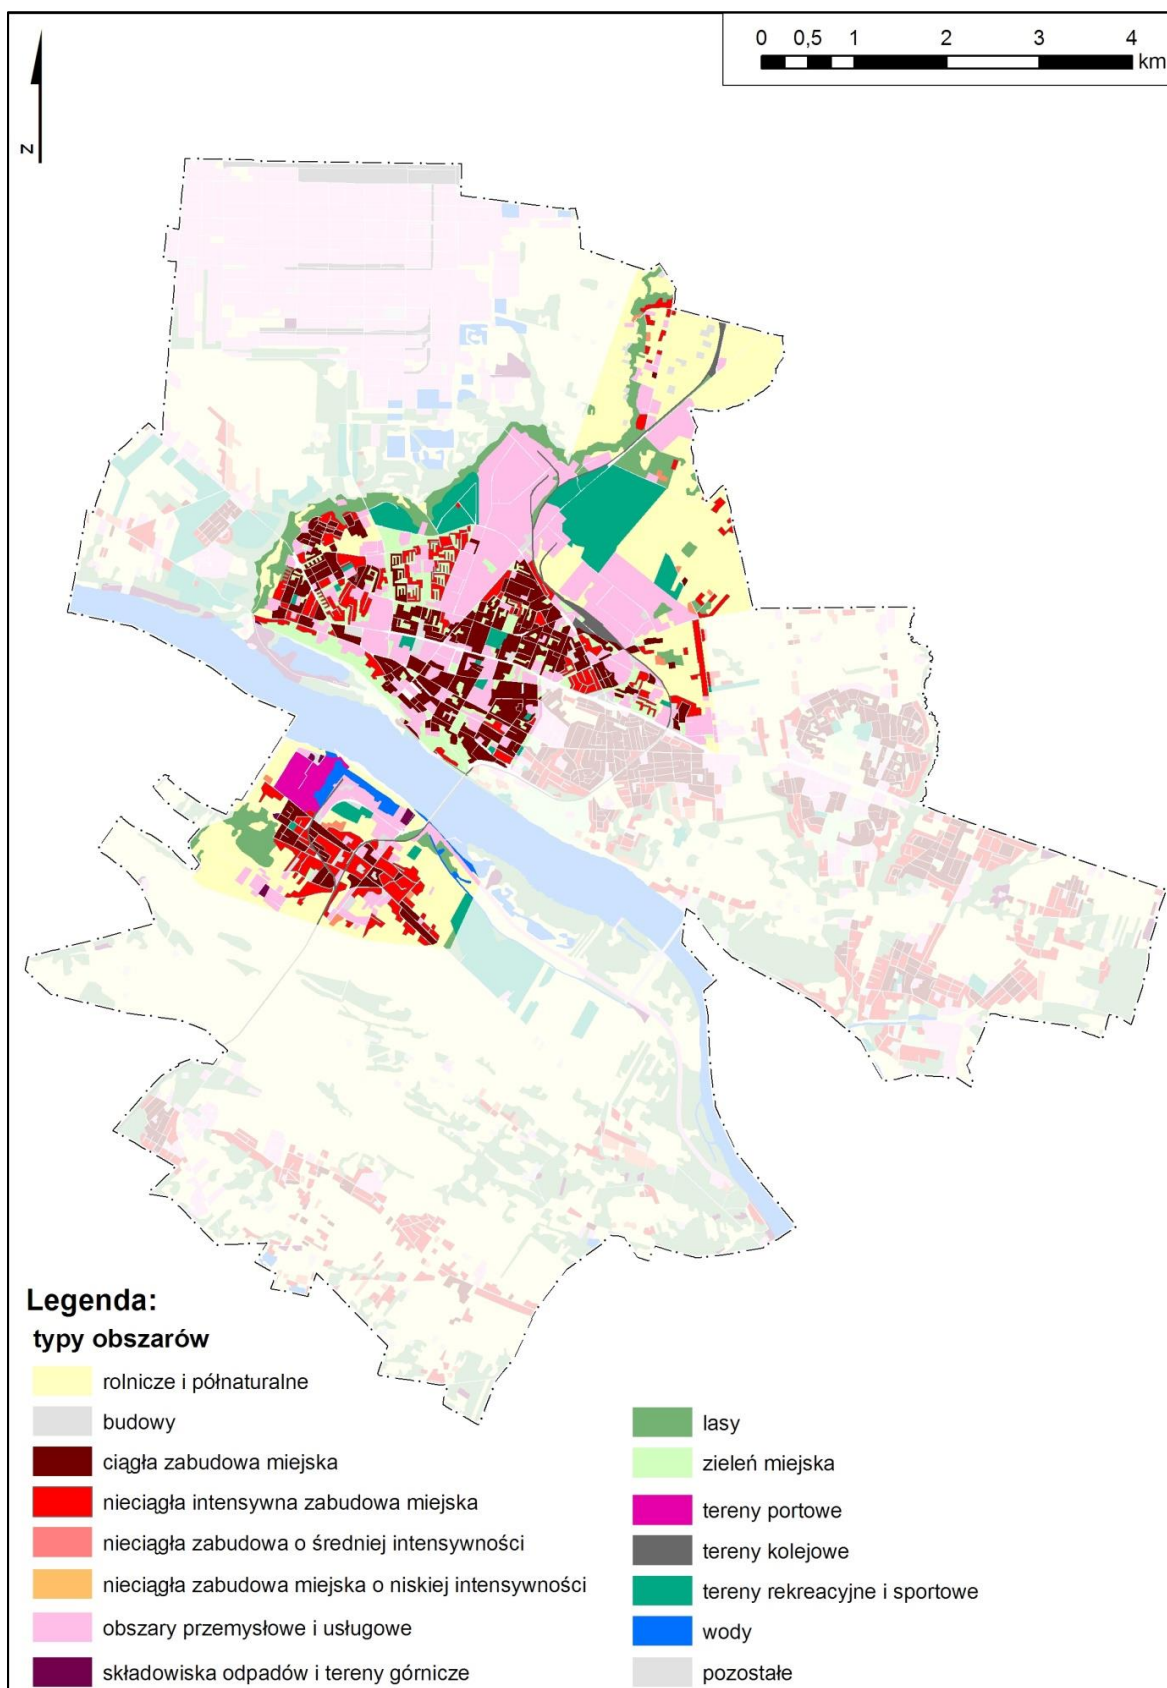 0 0,5 1 2 3 4
km
N
Legenda:
typy obszarów
rolnicze i półnaturalne
budowy
ciągła zabudowa miejska
nieciągła intensywna zabudowa miejska
nieciągła zabudowa o średniej intensywności
nieciągła zabudowa miejska o niskiej intensywności
obszary przemysłowe i usługowe
składowiska odpadów i tereny górnicze
lasy
zieleń miejska
tereny portowe
tereny kolejowe
tereny rekreacyjne i sportowe
wody
pozostałe